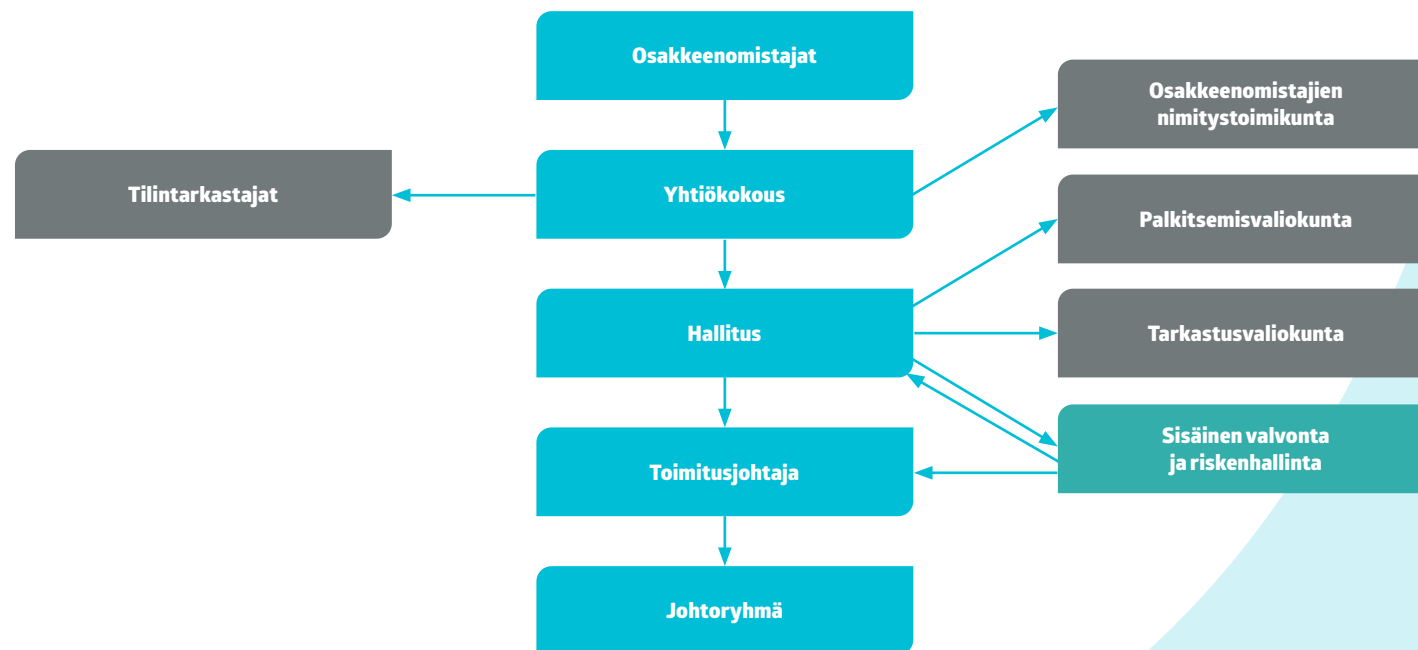 Osakkeenomistajat
Osakkeenomistajien
nimitystoimikunta
Tilintarkastajat
Yhtiökokous
Palkitsemisvaliokunta
Hallitus
Tarkastusvaliokunta
Sisäinen valvonta
ja riskenhallinta
Toimitusjohtaja
Johtoryhmä